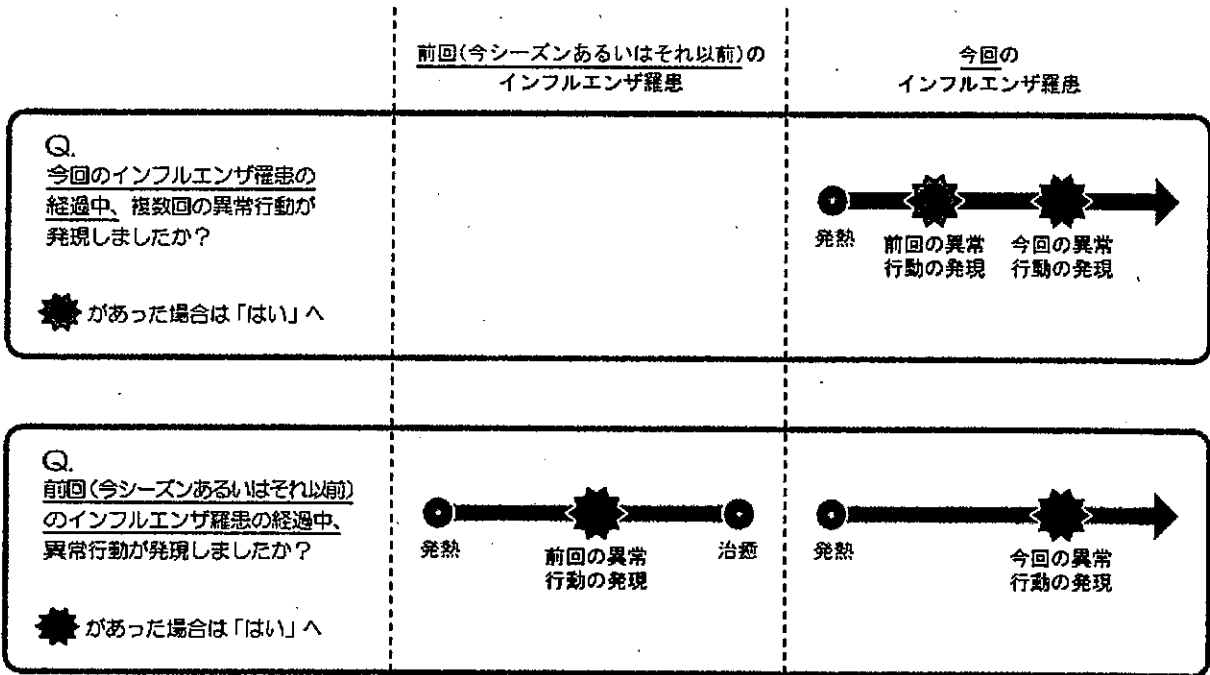 前回(今シーズンあるいはそれ以前)の
インフルエンザ罹患
今回の
インフルエンザ罹患
Q.
今回のインフルエンザ罹患の
経過中、複数回の異常行動が
発現しましたか?
があった場合は「はい」へ
発熱
前回の異常
行動の発現
今回の異常
行動の発現
Q.
前回(今シーズンあるいはそれ以前)
のインフルエンザ罹患の経過中、
異常行動が発現しましたか?
があった場合は「はい」へ
発熱
前回の異常
行動の発現
治癒
発熱
今回の異常
行動の発現